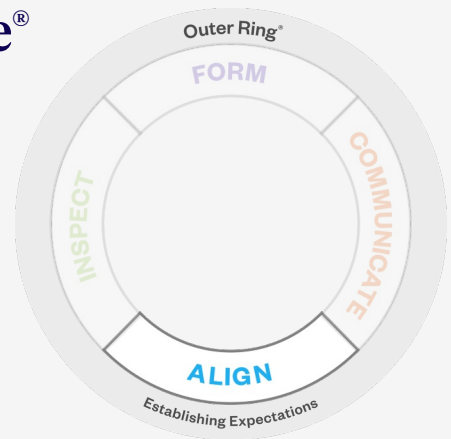 e®
Outer Ring®
FORM
COMMUNICATE
INSPECT
ALIGN
Establishing Expectations